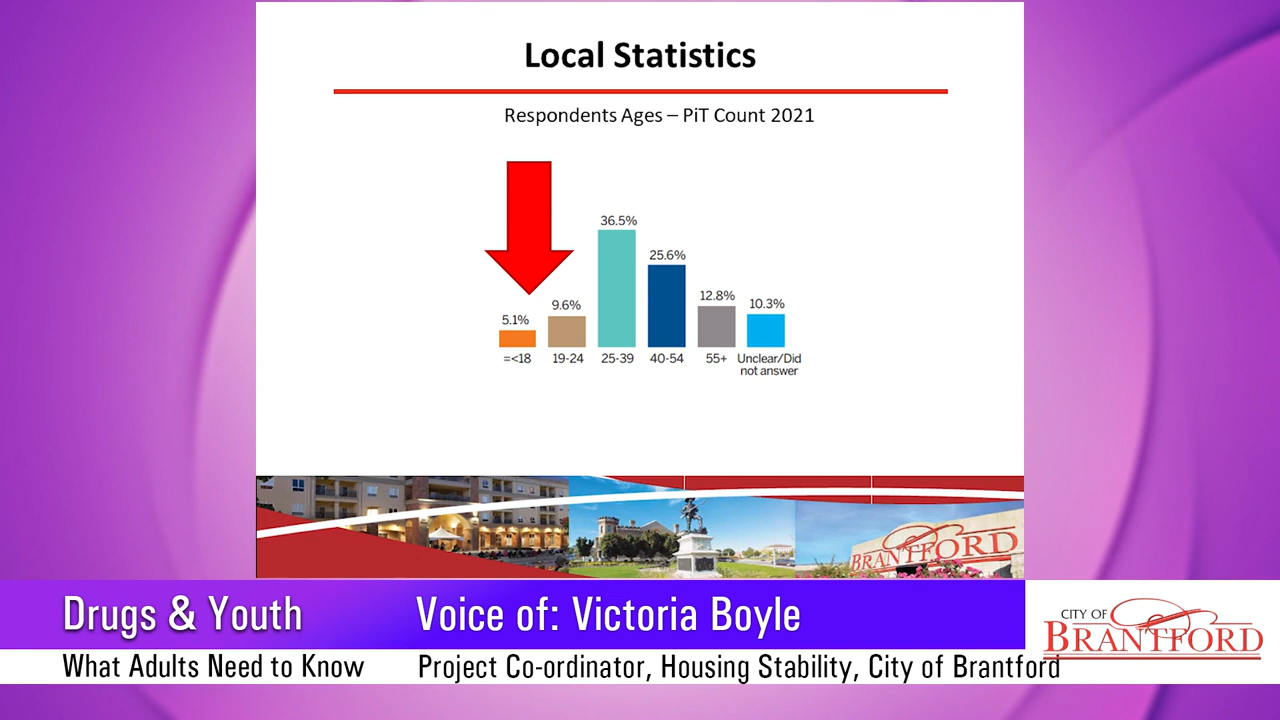 Local Statistics
Respondents Ages – PiT Count 2021
36.5%
25.6%
12.8%
10.3%
9.6%
5.1%
=<18 19-24 25-39 40-54 55+ Unclear/Did
not answer
BRANTFORD
Drugs & Youth
Voice of: Victoria Boyle
What Adults Need to Know
Project Co-ordinator, Housing Stability, City of Brantford
CITY OF
BRANTFORD